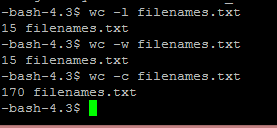 -bash-4.3$ wc -l filenames.txt
15 filenames.txt
-bash-4.3$ wc -w filenames.txt
15 filenames.txt
-bash-4.3$ wc -c filenames.txt
170 filenames.txt
-bash-4.3$